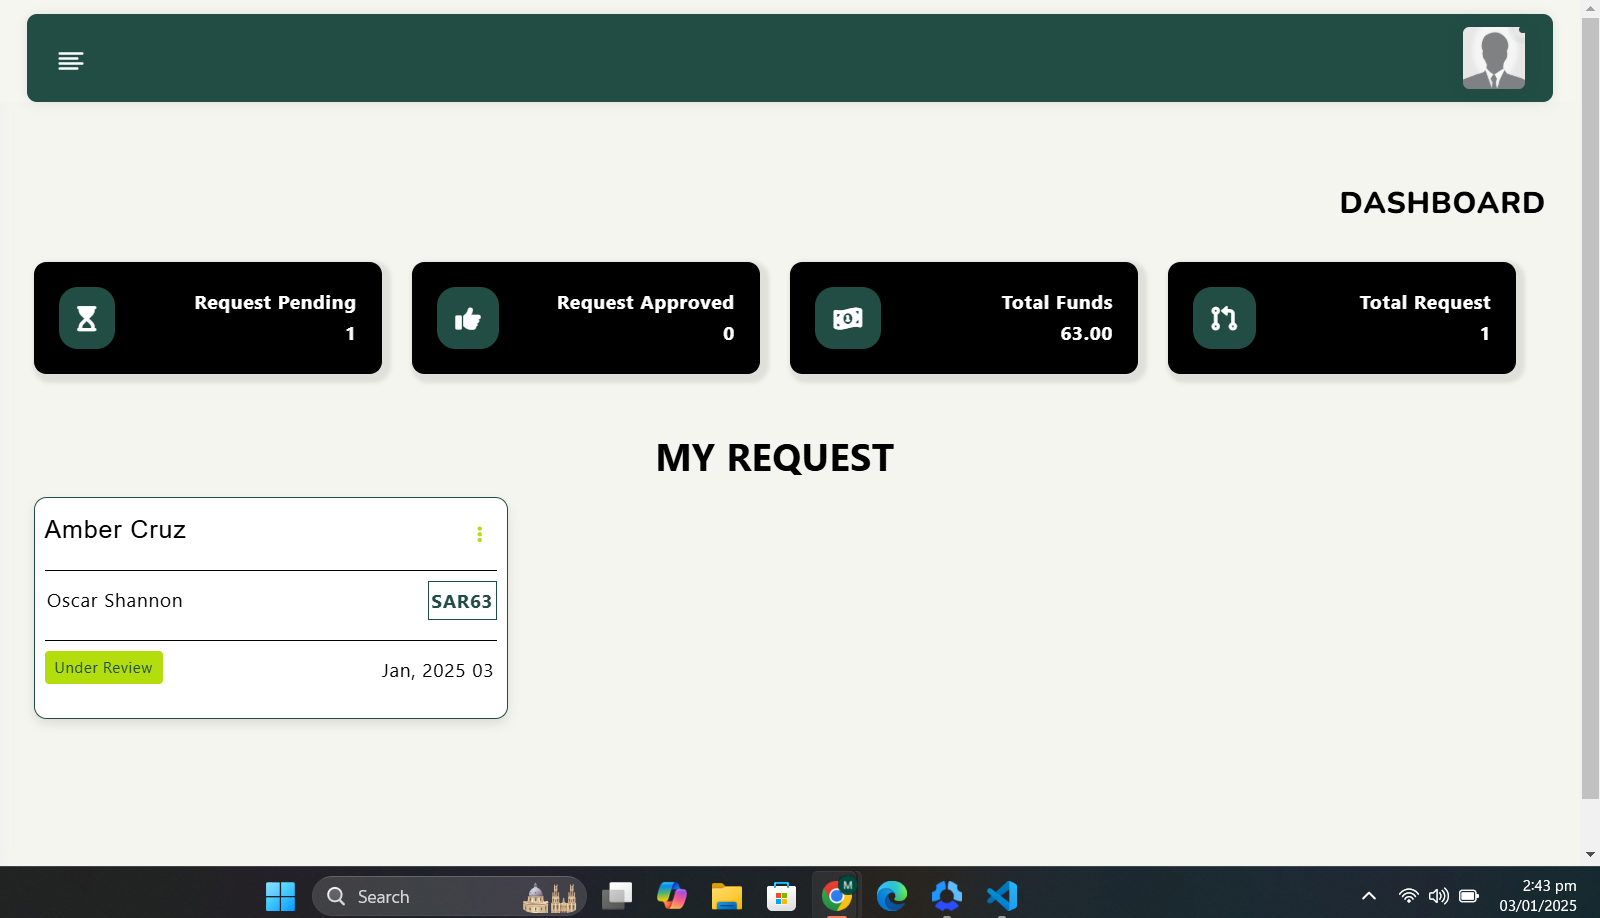 DASHBOARD
Request Pending
1
Request Approved
0
Total Funds
63.00
Total Request
1
MY REQUEST
Amber Cruz
Oscar Shannon
SAR63
Under Review
Jan, 2025 03
Search
M
2:43 pm
03/01/2025